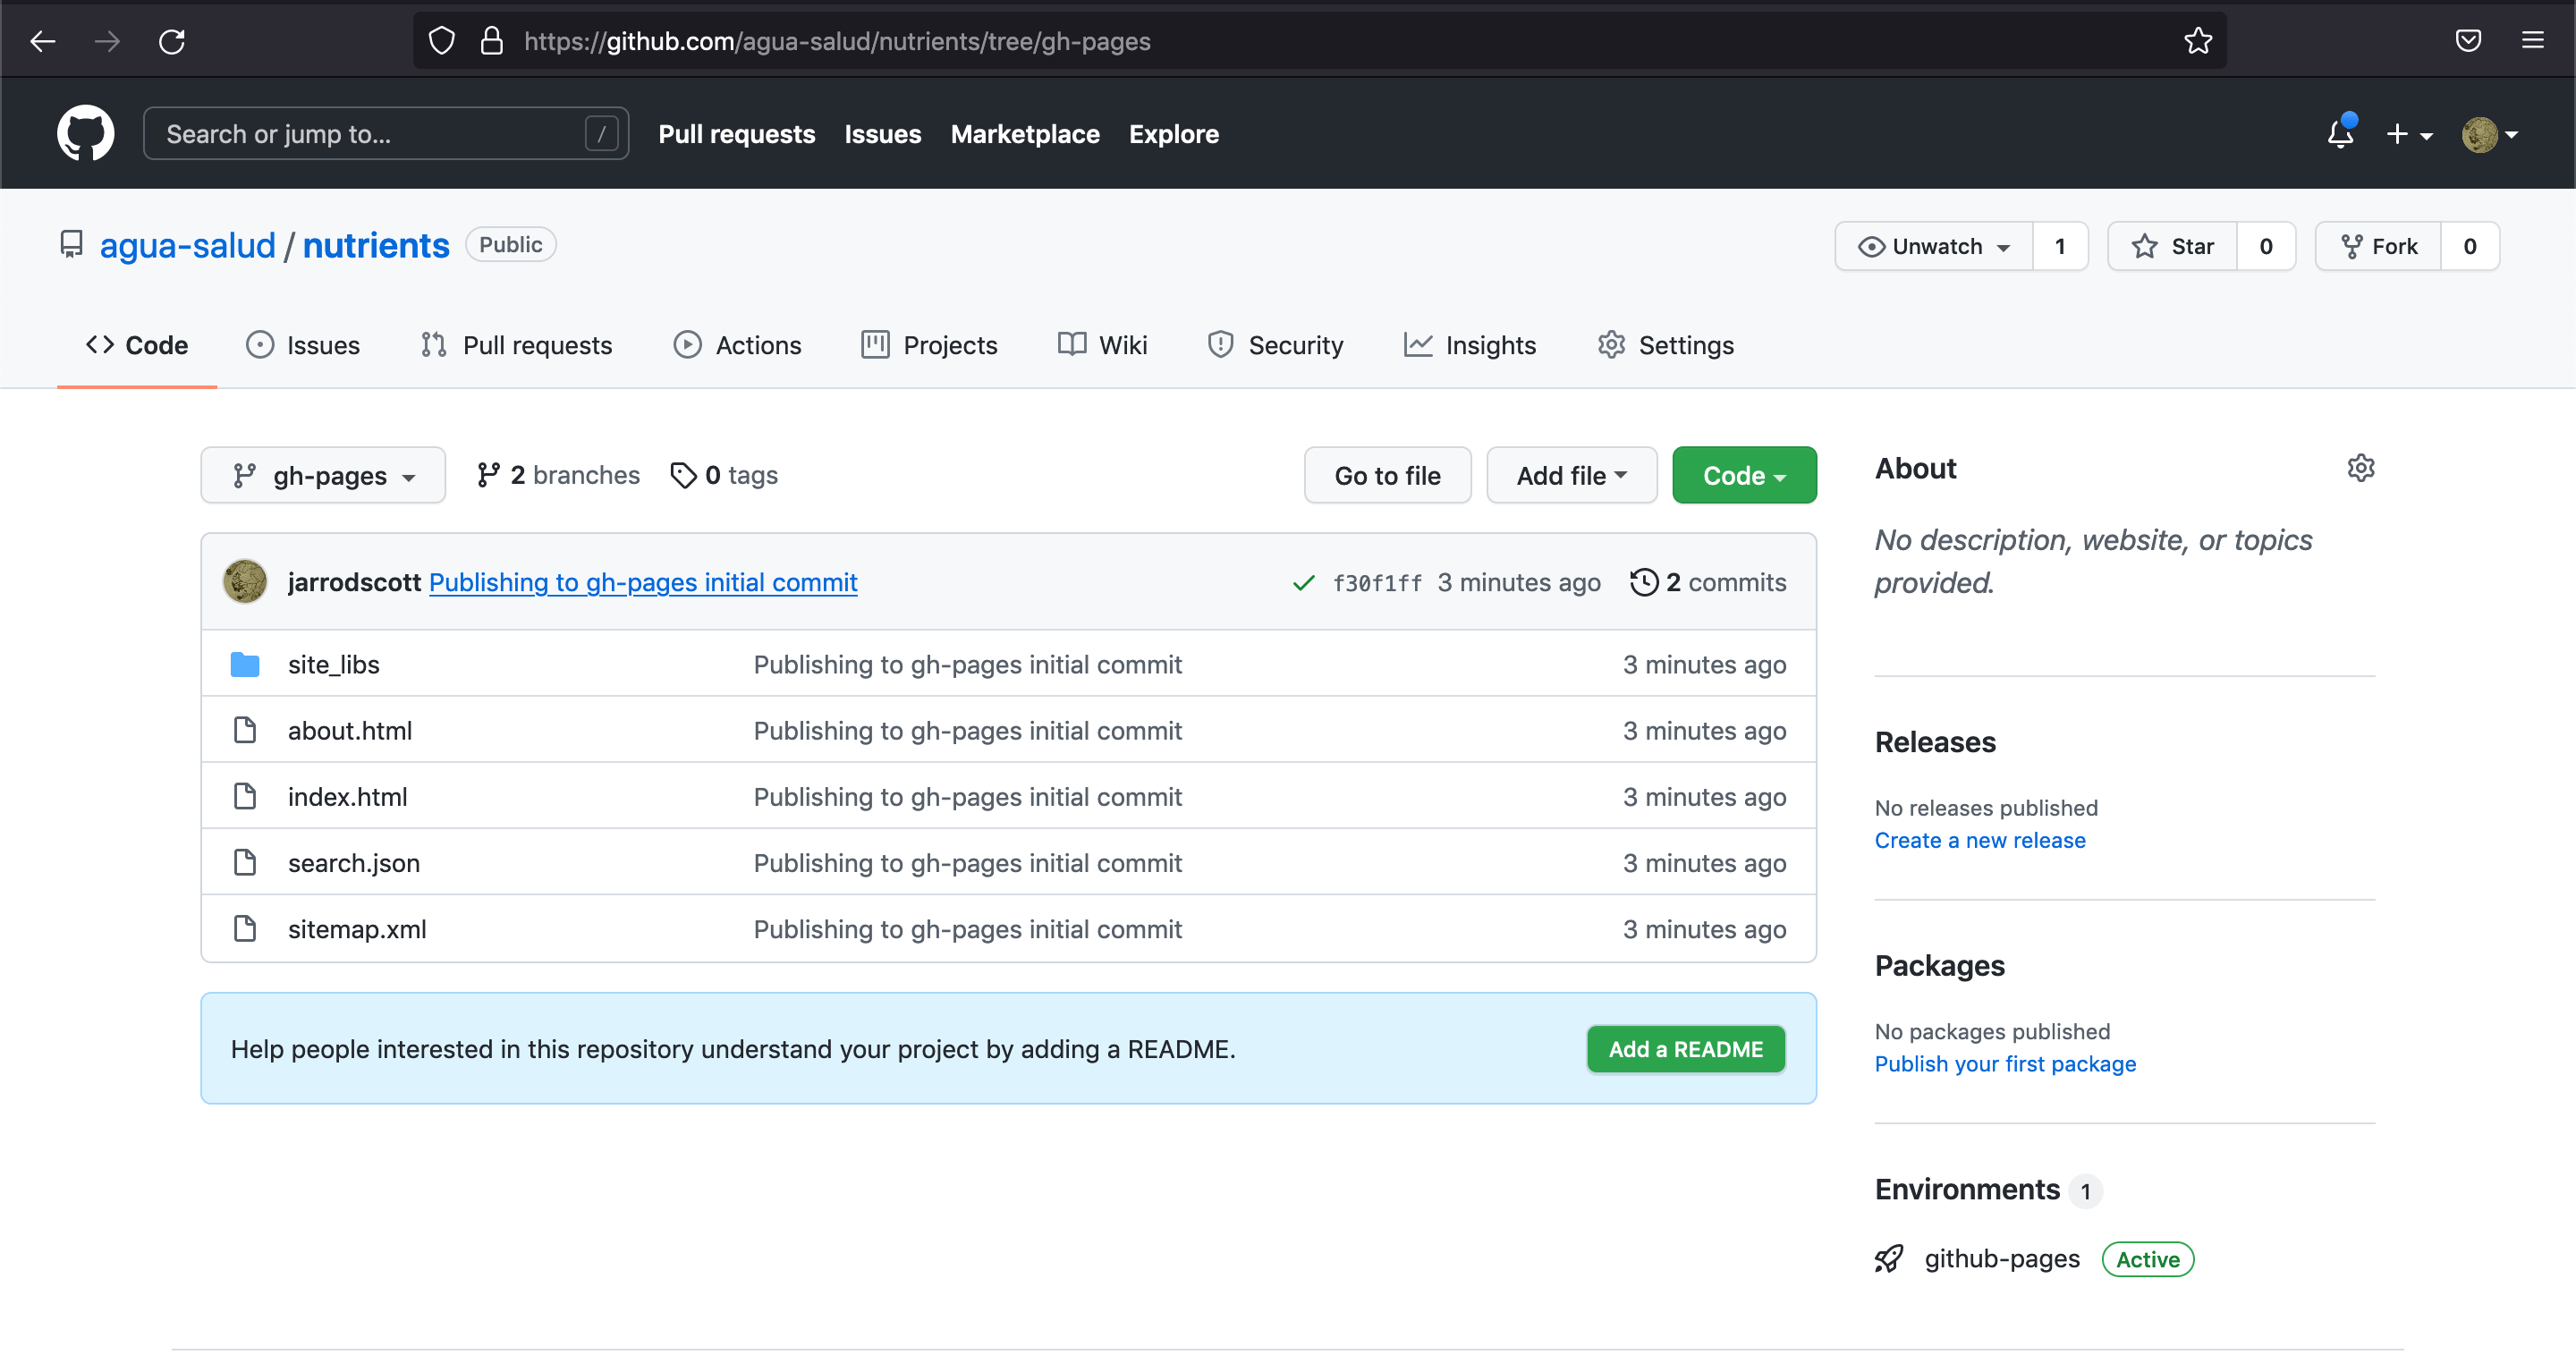 https://github.com/agua-salud/nutrients/tree/gh-pages
Search or jump to... / Pull requests Issues Marketplace Explore
agua-salud / nutrients Public Unwatch 1 Star 0 Fork 0
Code Issues Pull requests Actions Projects Wiki Security Insights Settings
gh-pages 2 branches 0 tags Go to file Add file Code
jarrodscott Publishing to gh-pages initial commit f30f1ff 3 minutes ago 2 commits
site_libs Publishing to gh-pages initial commit 3 minutes ago
about.html Publishing to gh-pages initial commit 3 minutes ago
index.html Publishing to gh-pages initial commit 3 minutes ago
search.json Publishing to gh-pages initial commit 3 minutes ago
sitemap.xml Publishing to gh-pages initial commit 3 minutes ago
Help people interested in this repository understand your project by adding a README. Add a README
About
No description, website, or topics
provided.
Releases
No releases published
Create a new release
Packages
No packages published
Publish your first package
Environments 1
github-pages Active